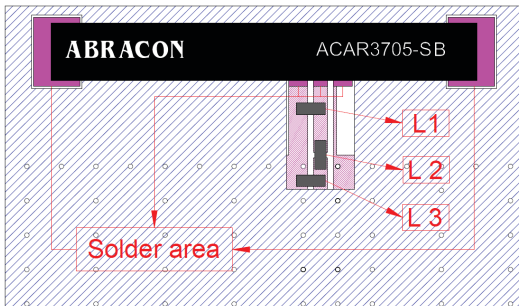 ABRACON
ACAR3705-SB
L1
L 2
L 3
Solder area